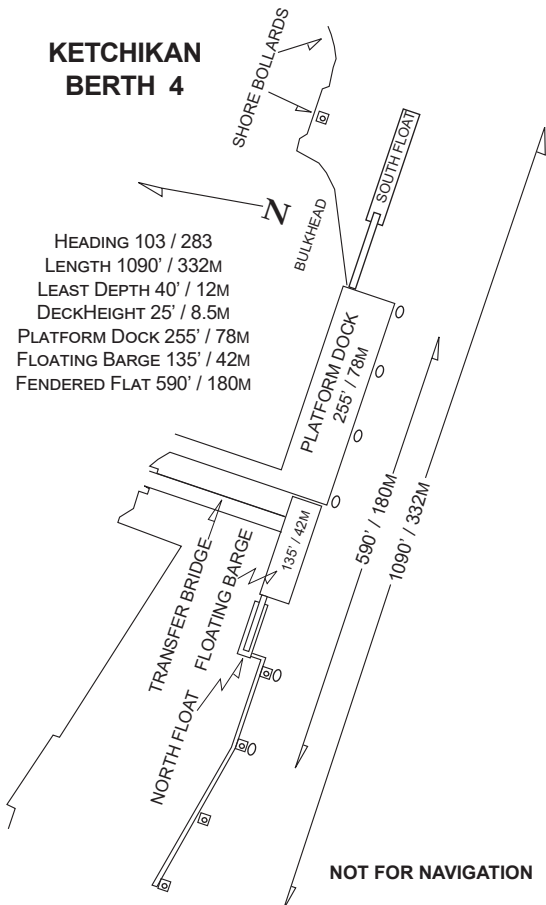 KETCHIKAN
BERTH 4
SHORE BOLLARDS
SOUTH FLOAT
N
BULKHEAD
HEADING 103 / 283
LENGTH 1090' / 332M
LEAST DEPTH 40' / 12M
DECKHEIGHT 25' / 8.5M
PLATFORM DOCK 255' / 78M
FLOATING BARGE 135' / 42M
FENDERED FLAT 590' / 180M
PLATFORM DOCK
255' / 78M
590' / 180M
1090' / 332M
135' / 42M
TRANSFER BRIDGE
FLOATING BARGE
NORTH FLOAT
NOT FOR NAVIGATION